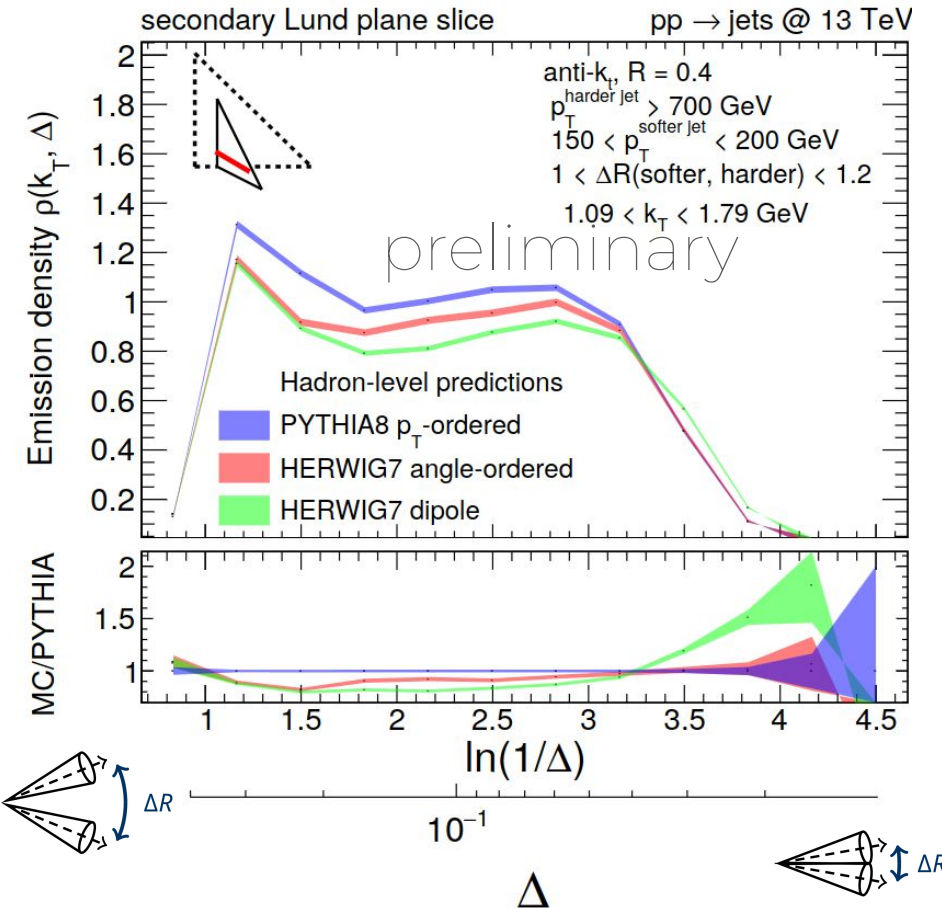 secondary Lund plane slice pp → jets @ 13 TeV
anti-k_t, R = 0.4
p_T^{harder jet} > 700 GeV
150 < p_T^{softer jet} < 200 GeV
1 < ΔR(softer, harder) < 1.2
1.09 < k_T < 1.79 GeV
preliminary
Emission density ρ(k_T, Δ)
2
1.8
1.6
1.4
1.2
1
0.8
0.6
0.4
0.2
Hadron-level predictions
PYTHIA8 p_T-ordered
HERWIG7 angle-ordered
HERWIG7 dipole
MC/PYTHIA
2
1.5
1
1 1.5 2 2.5 3 3.5 4 4.5
ln(1/Δ)
ΔR
10^{−1}
ΔR
Δ